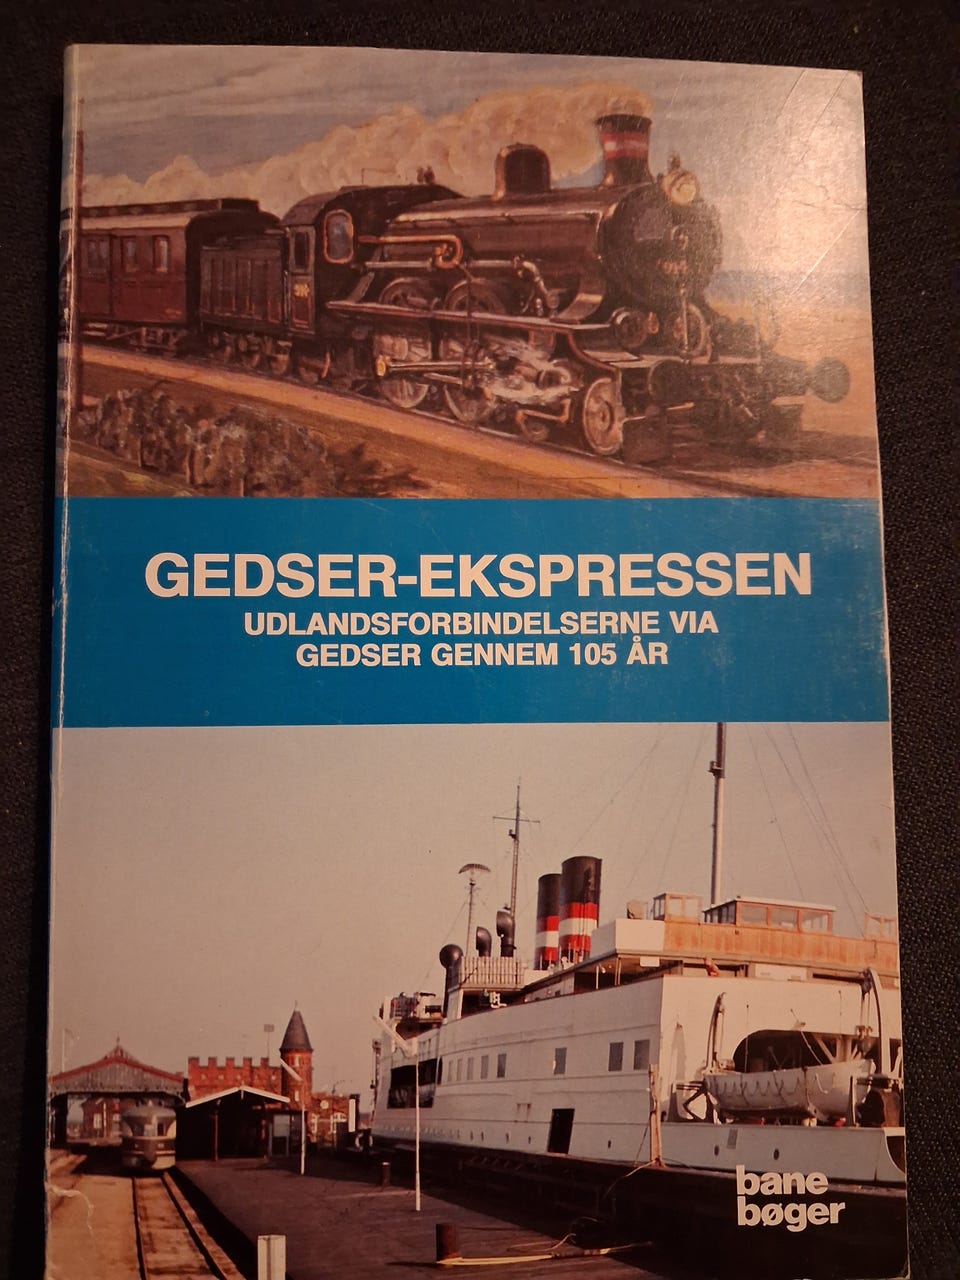 GEDSER-EKSPRESSEN
UDLANDSFORBINDELSERNE VIA
GEDSER GENNEM 105 ÅR
bane
bøger